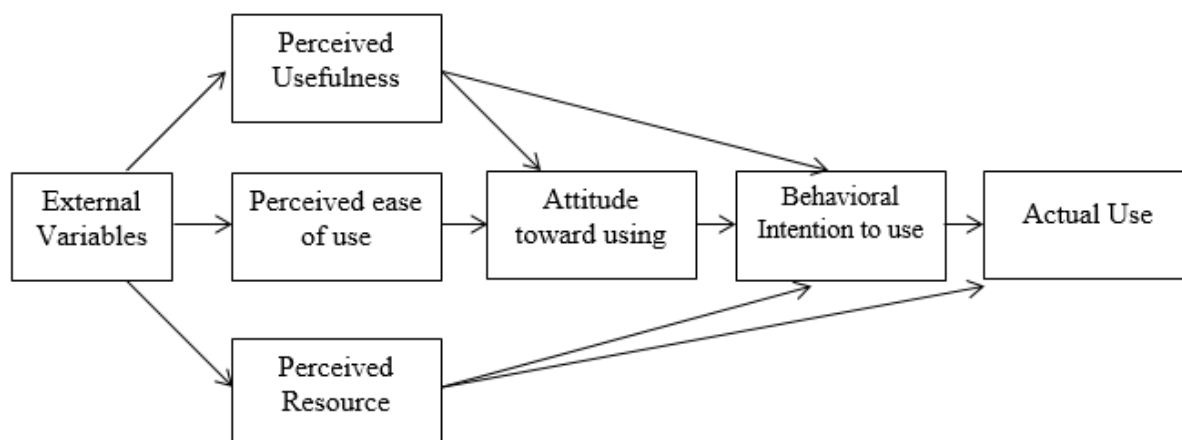 Perceived
Usefulness
External
Variables
Perceived ease
of use
Attitude
toward using
Behavioral
Intention to use
Actual Use
Perceived
Resource